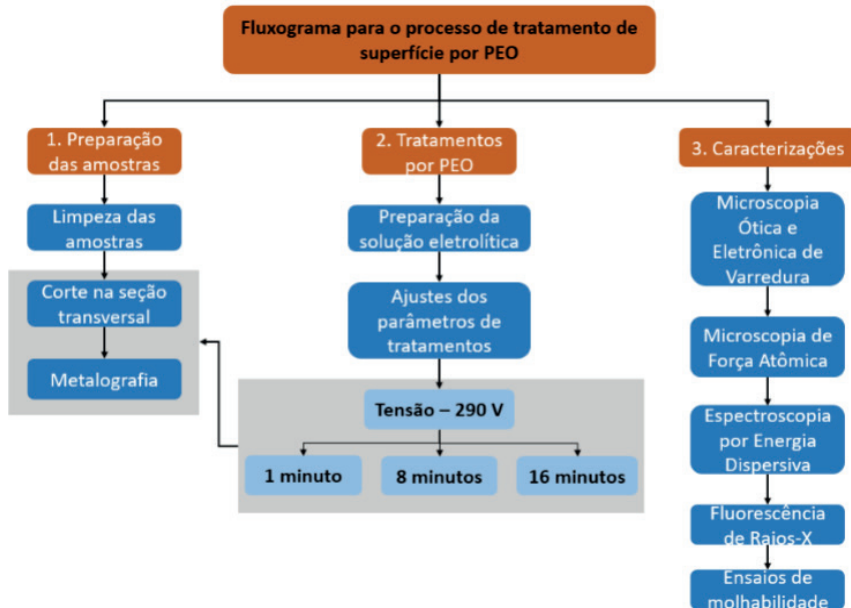 Fluxograma para o processo de tratamento de
superfície por PEO
1. Preparação
das amostras
Limpeza das
amostras
Corte na seção
transversal
Metalografia
2. Tratamentos
por PEO
Preparação da
solução eletrolítica
Ajustes dos
parâmetros de
tratamentos
Tensão – 290 V
1 minuto
8 minutos
16 minutos
3. Caracterizações
Microscopia
Ótica e
Eletrônica de
Varredura
Microscopia de
Força Atômica
Espectroscopia
por Energia
Dispersiva
Fluorescência
de Raios-X
Ensaios de
molhabilidade